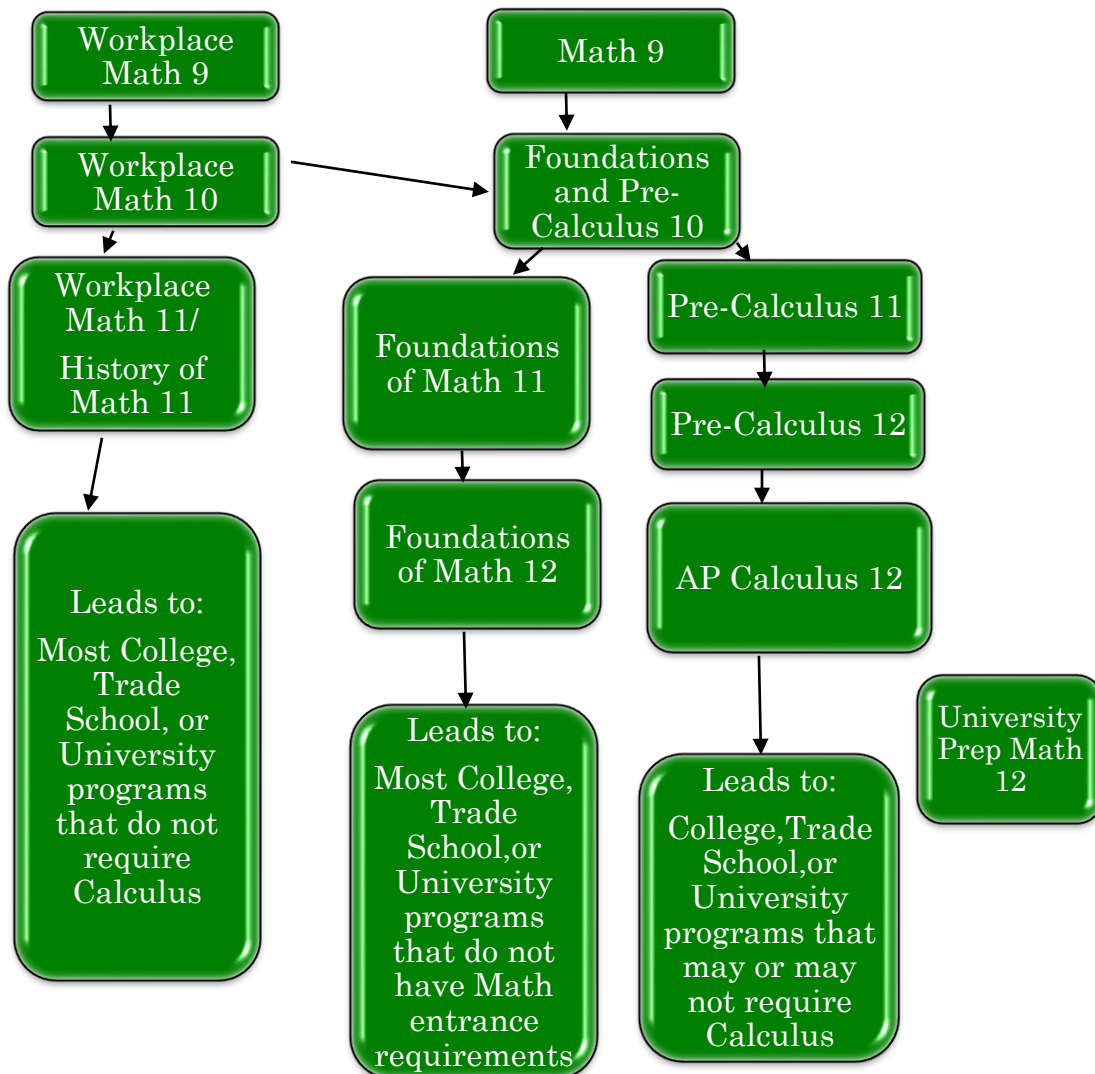 Workplace
Math 9
Math 9
Workplace
Math 10
Foundations
and Pre-
Calculus 10
Workplace
Math 11/
History of
Math 11
Foundations
of Math 11
Pre-Calculus 11
Pre-Calculus 12
Foundations
of Math 12
AP Calculus 12
Leads to:
Most College,
Trade
School, or
University
programs
that do not
require
Calculus
Leads to:
Most College,
Trade
School,or
University
programs
that do not
have Math
entrance
requirements
Leads to:
College,Trade
School,or
University
programs that
may or may
not require
Calculus
University
Prep Math
12